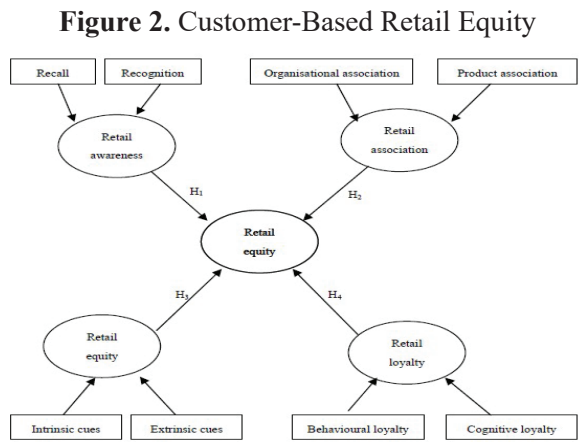 Figure 2. Customer-Based Retail Equity
Recall
Recognition
Organisational association
Product association
Retail
awareness
Retail
association
H1
H2
Retail
equity
H3
H4
Retail
equity
Retail
loyalty
Intrinsic cues
Extrinsic cues
Behavioural loyalty
Cognitive loyalty